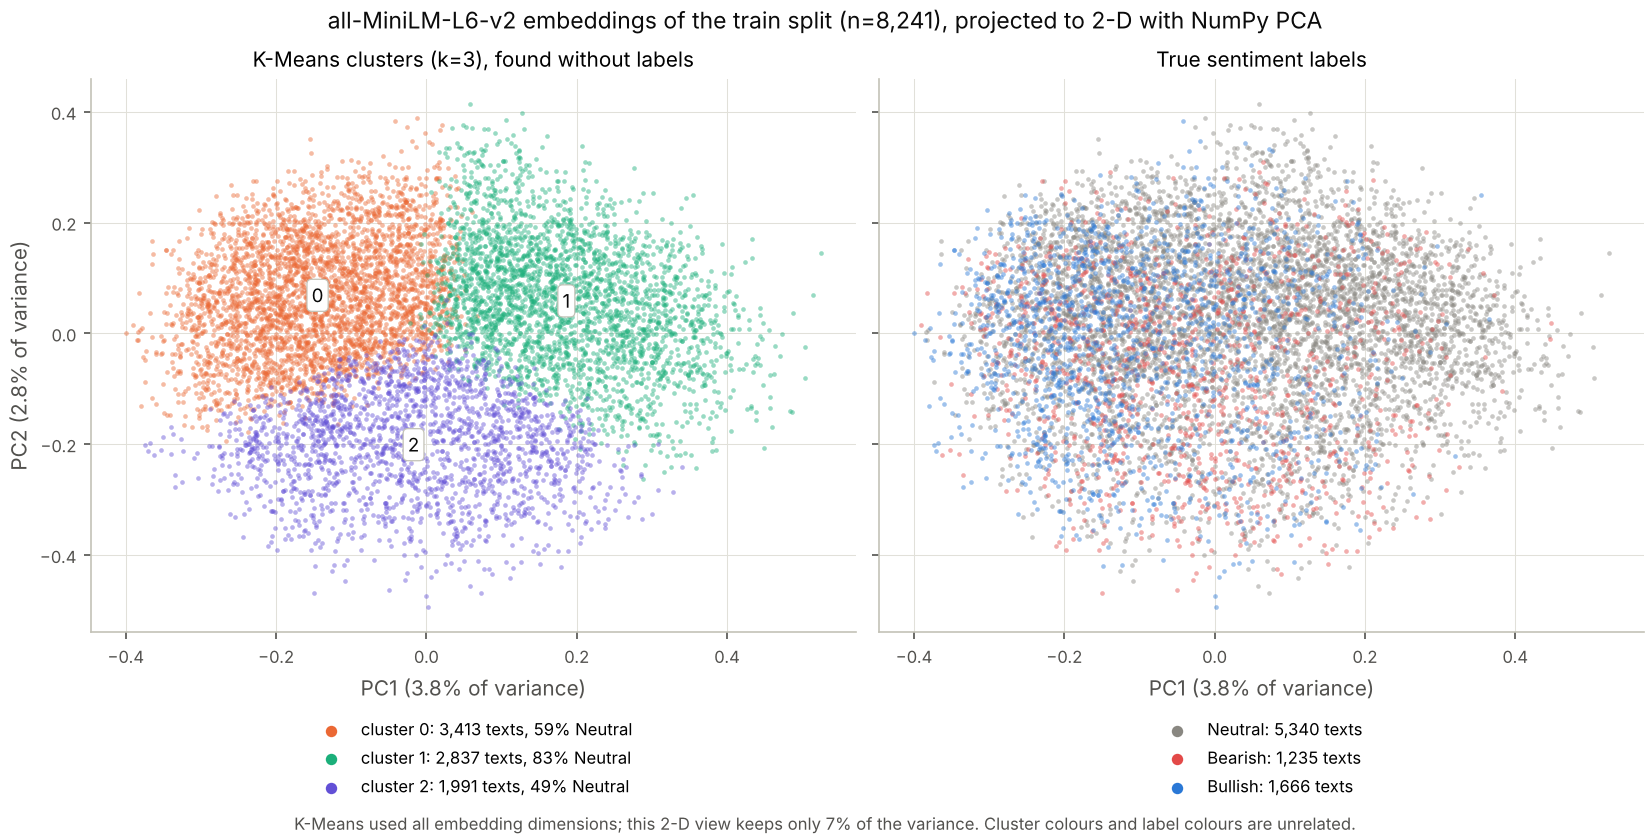 all-MiniLM-L6-v2 embeddings of the train split (n=8,241), projected to 2-D with NumPy PCA
K-Means clusters (k=3), found without labels
True sentiment labels
PC2 (2.8% of variance)
0.4
0.2
0.0
−0.2
−0.4
0
1
2
−0.4
−0.2
0.0
0.2
0.4
−0.4
−0.2
0.0
0.2
0.4
PC1 (3.8% of variance)
PC1 (3.8% of variance)
cluster 0: 3,413 texts, 59% Neutral
cluster 1: 2,837 texts, 83% Neutral
cluster 2: 1,991 texts, 49% Neutral
Neutral: 5,340 texts
Bearish: 1,235 texts
Bullish: 1,666 texts
K-Means used all embedding dimensions; this 2-D view keeps only 7% of the variance. Cluster colours and label colours are unrelated.